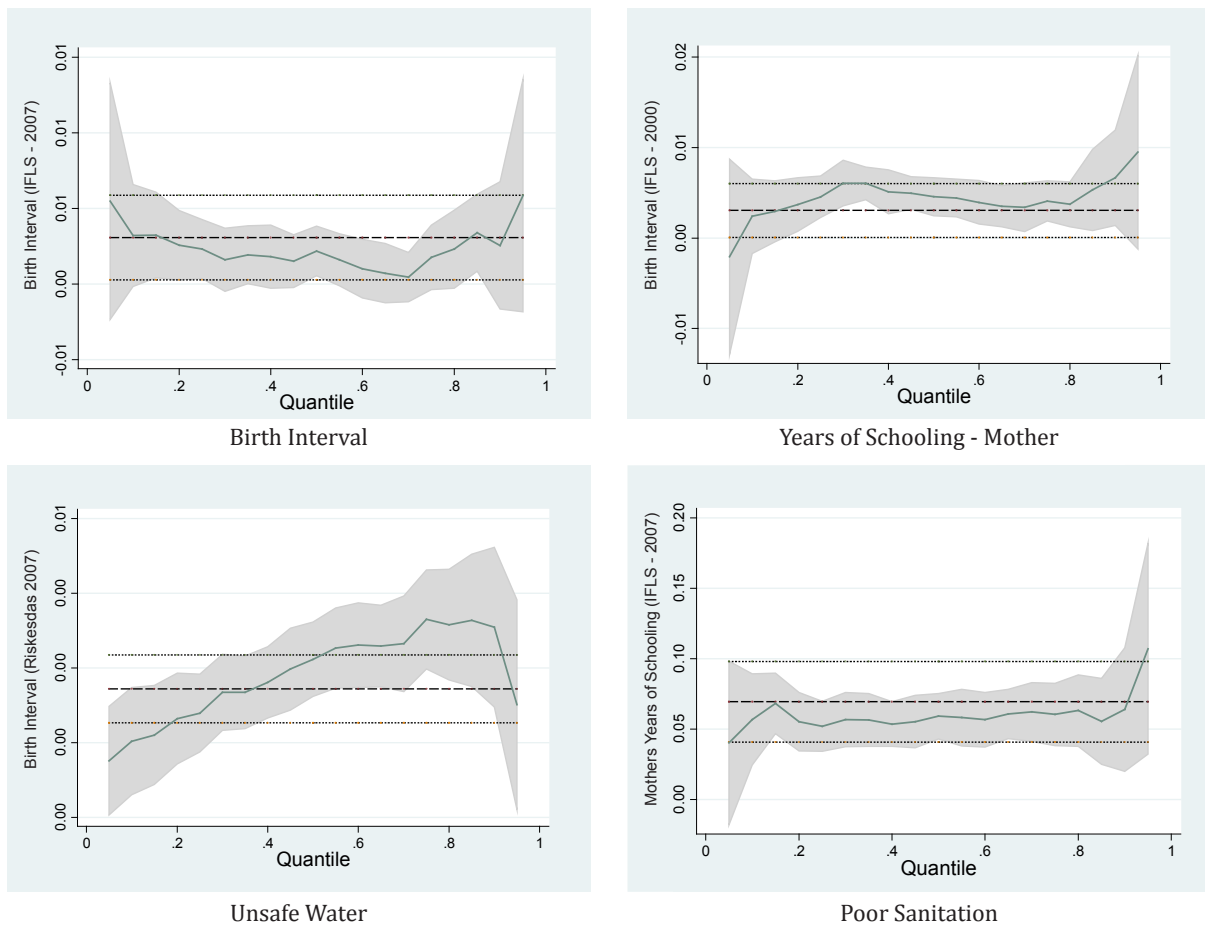 Birth Interval (IFLS - 2007)
0.01
0.01
0.01
0.00
-0.01
0 .2 .4 .6 .8 1
Quantile
Birth Interval
Birth Interval (IFLS - 2000)
0.02
0.01
0.00
-0.01
0 .2 .4 .6 .8 1
Quantile
Years of Schooling - Mother
Birth Interval (Riskesdas 2007)
0.01
0.00
0.00
0.00
0.00
0 .2 .4 .6 .8 1
Quantile
Unsafe Water
Mothers Years of Schooling (IFLS - 2007)
0.20
0.15
0.10
0.05
0.00
0 .2 .4 .6 .8 1
Quantile
Poor Sanitation